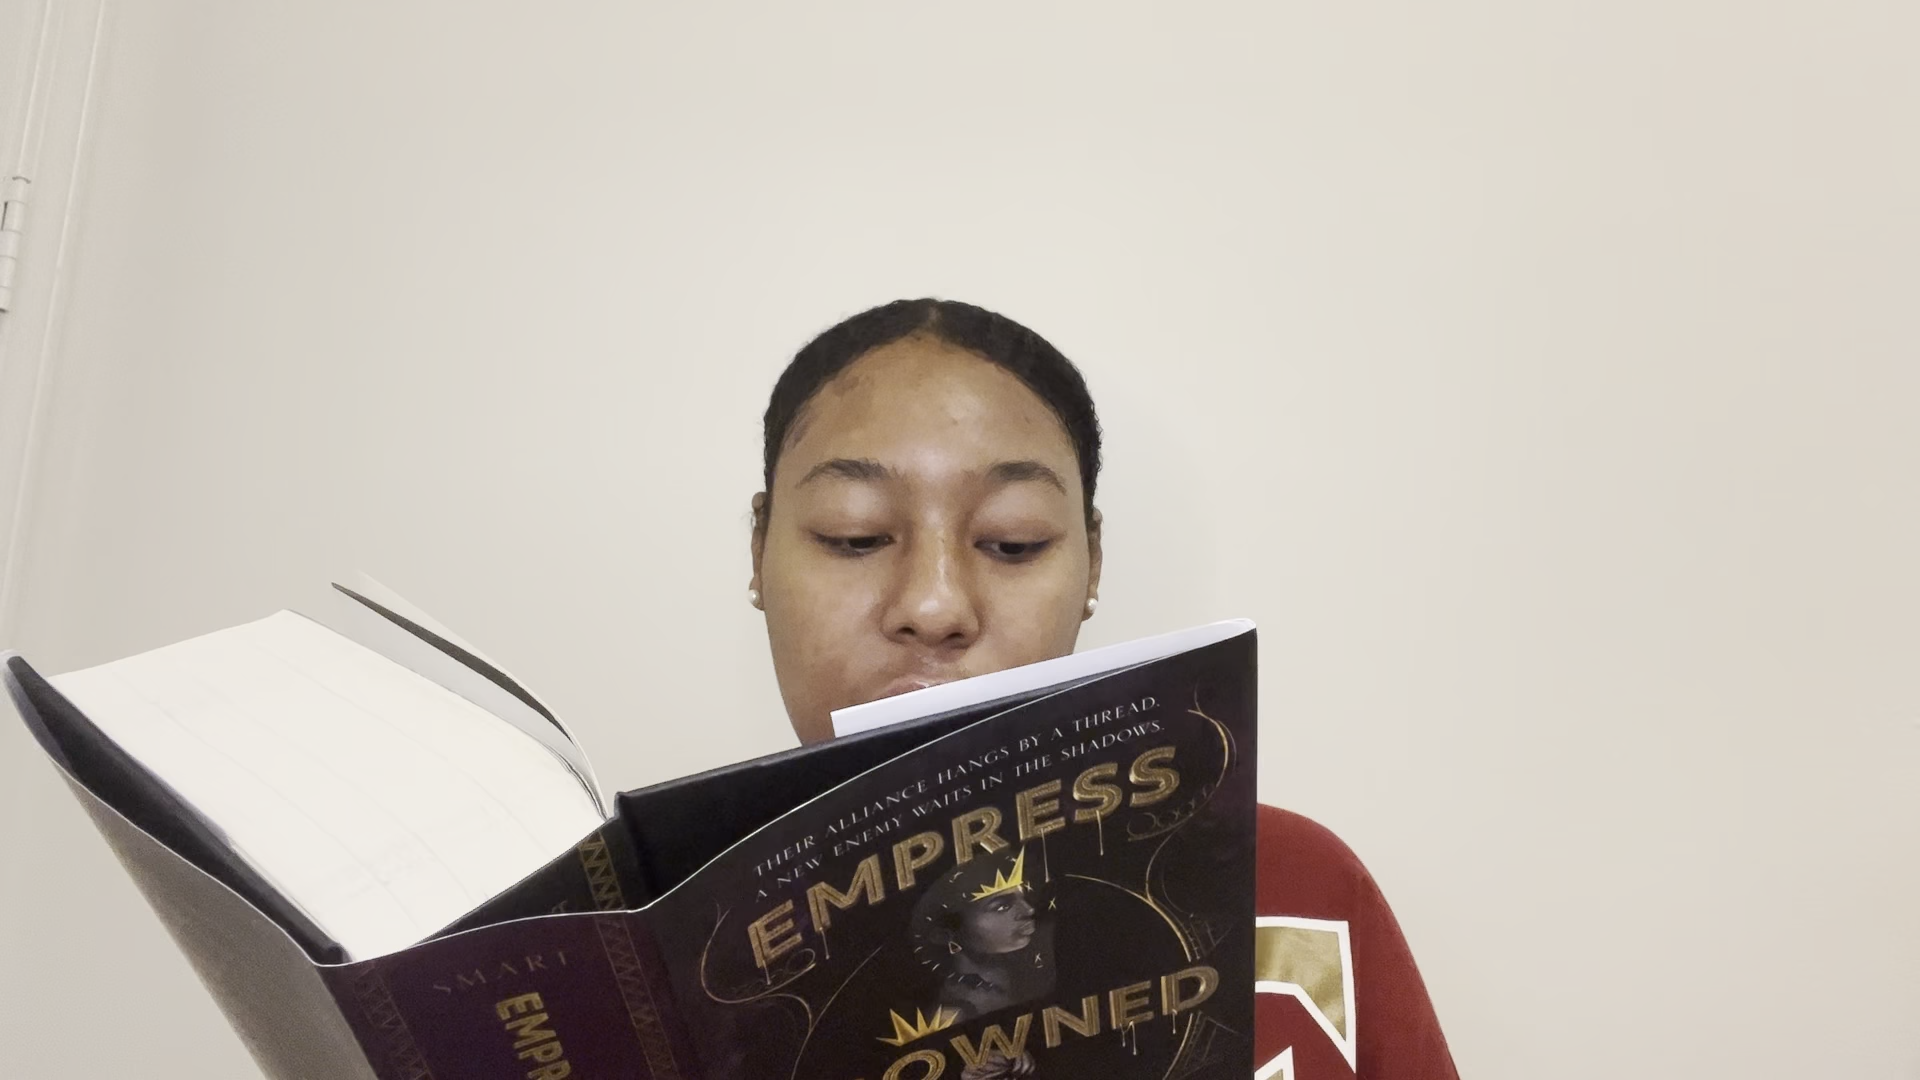 THEIR ALLIANCE HANGS BY A THREAD.
A NEW ENEMY WAITS IN THE SHADOWS.
EMPRESS
OWNED
SMART
EMPR